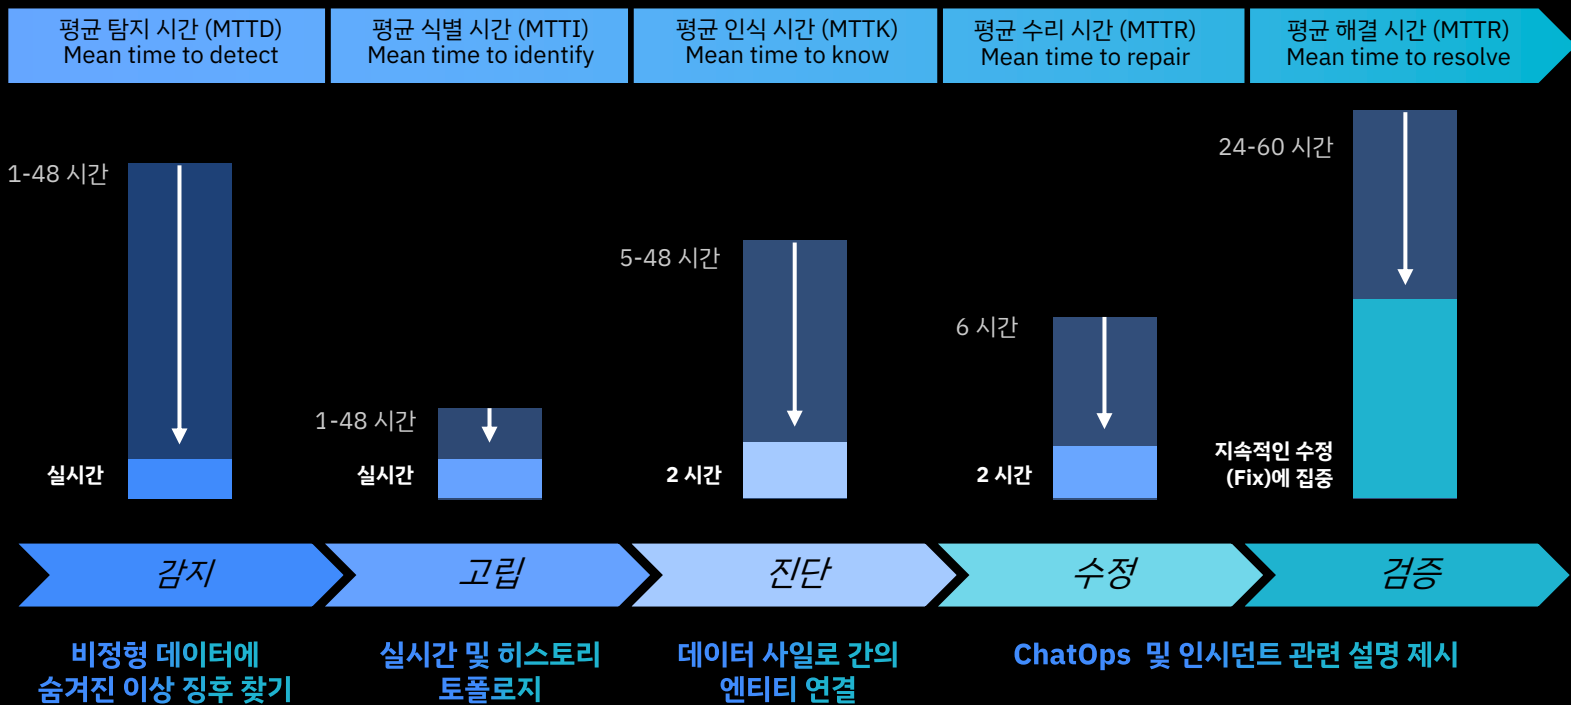 평균 탐지 시간 (MTTD)
Mean time to detect
평균 식별 시간 (MTTI)
Mean time to identify
평균 인식 시간 (MTTK)
Mean time to know
평균 수리 시간 (MTTR)
Mean time to repair
평균 해결 시간 (MTTR)
Mean time to resolve
1-48 시간
실시간
1-48 시간
실시간
5-48 시간
2 시간
6 시간
2 시간
24-60 시간
지속적인 수정
(Fix)에 집중
감지
고립
진단
수정
검증
비정형 데이터에
숨겨진 이상 징후 찾기
실시간 및 히스토리
토폴로지
데이터 사일로 간의
엔티티 연결
ChatOps 및 인시던트 관련 설명 제시